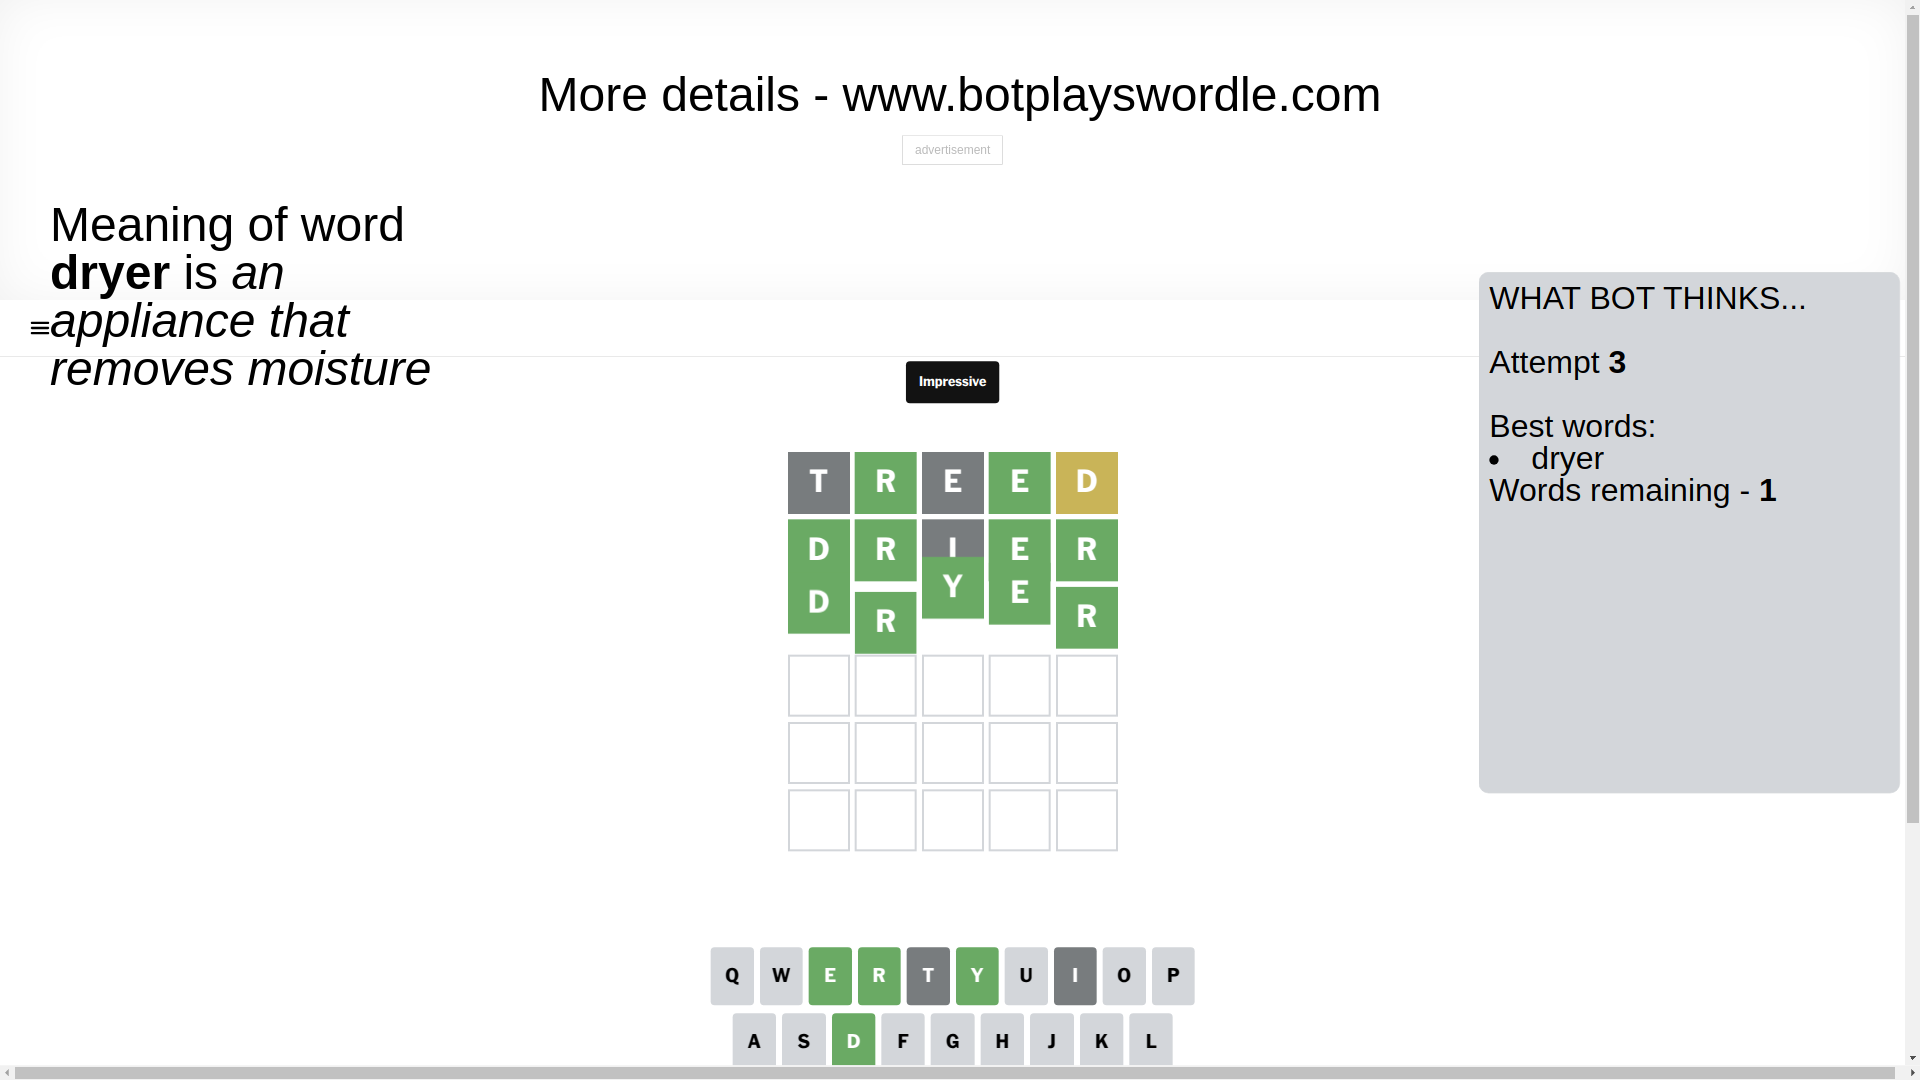 More details - www.botplayswordle.com
advertisement
Meaning of word
dryer is an
appliance that
removes moisture
WHAT BOT THINKS...
Attempt 3
Best words:
• dryer
Words remaining - 1
Impressive
T R E E D
D R I E R
D R Y E R
Q W E R T Y U I O P
A S D F G H J K L